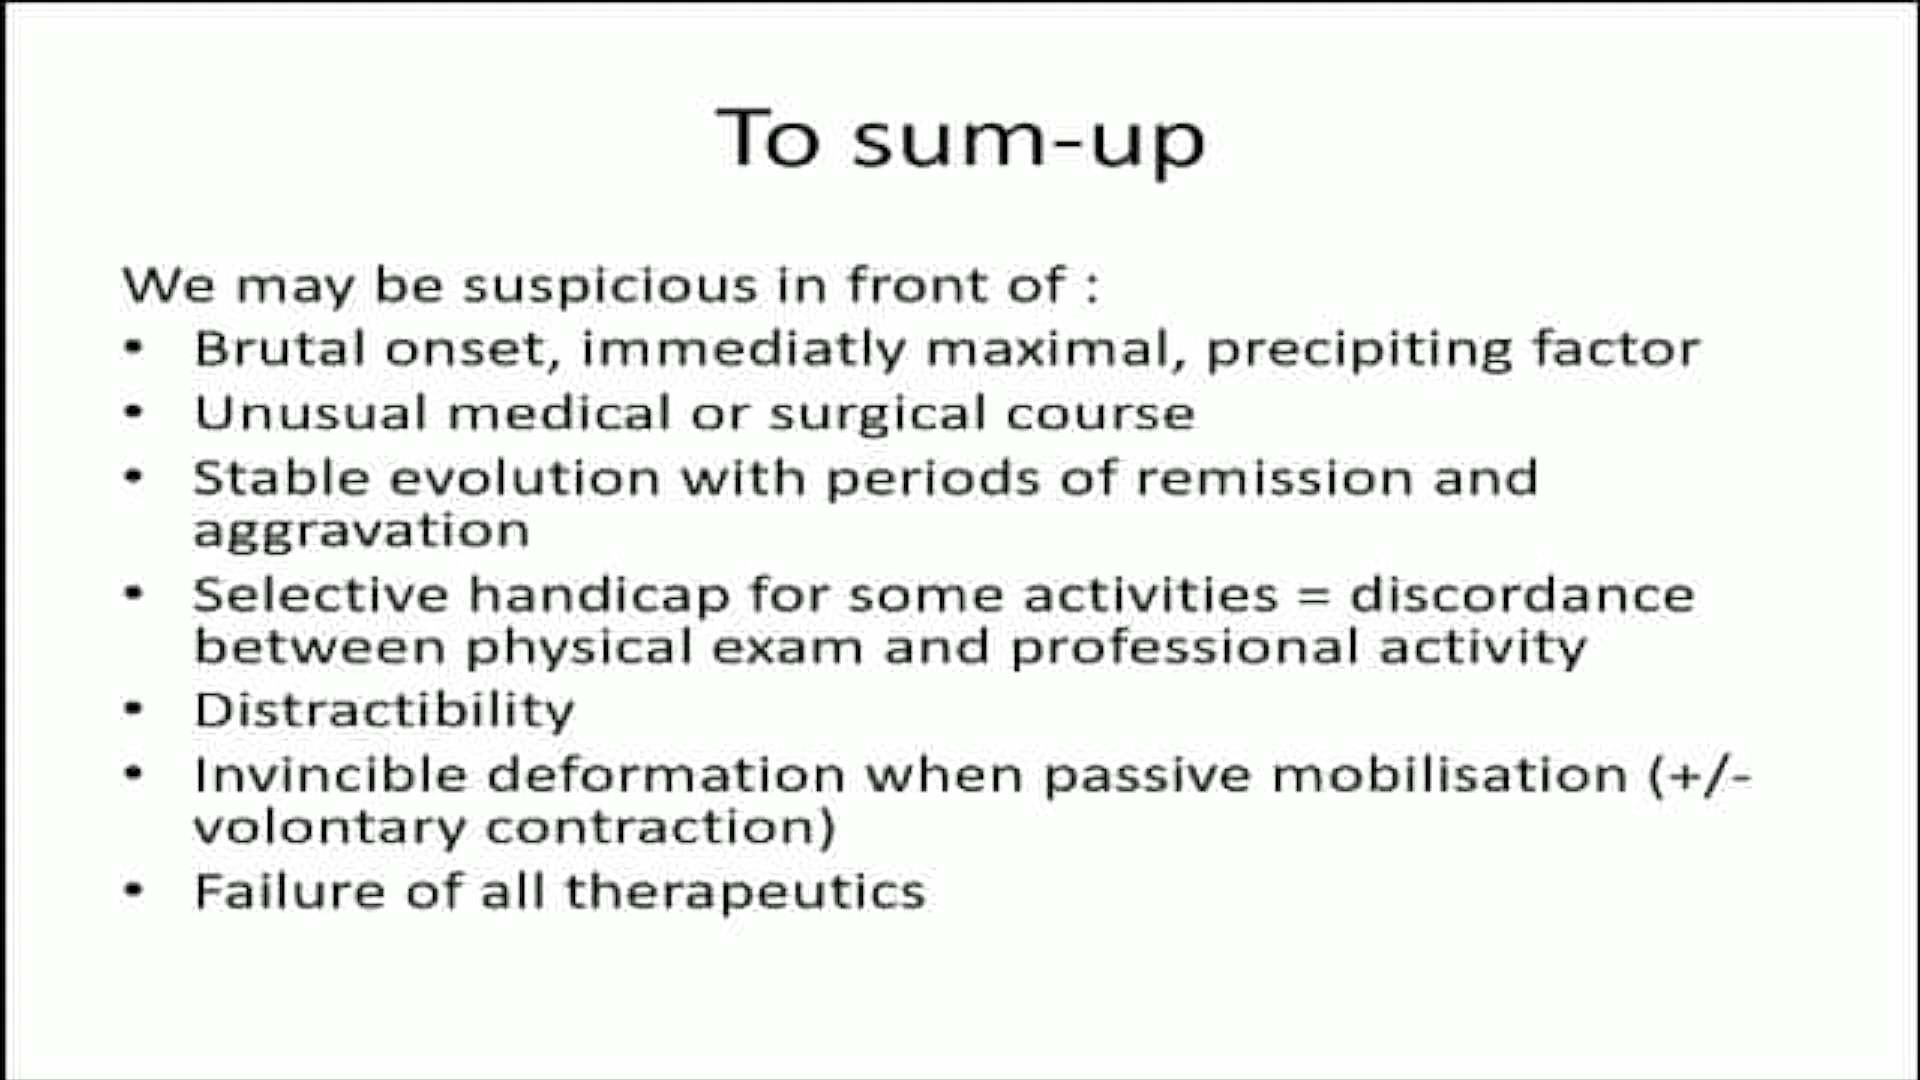 To sum-up
We may be suspicious in front of :
• Brutal onset, immediatly maximal, precipiting factor
• Unusual medical or surgical course
• Stable evolution with periods of remission and
aggravation
• Selective handicap for some activities = discordance
between physical exam and professional activity
• Distractibility
• Invincible deformation when passive mobilisation (+/-
volontary contraction)
• Failure of all therapeutics